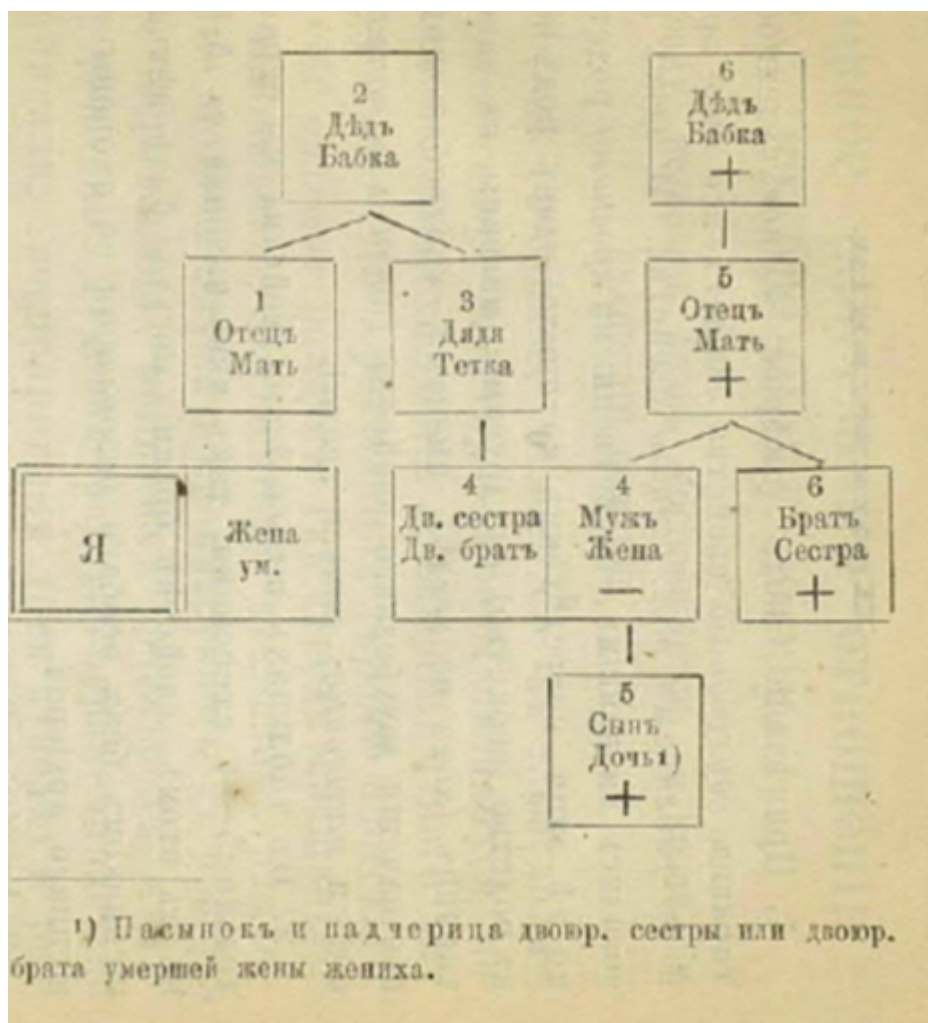 2
Дѣдъ
Бабка
6
Дѣдъ
Бабка
+
1
Отецъ
Мать
3
Дядя
Тетка
5
Отецъ
Мать
+
Я
Жена
ум.
4
Дв. сестра
Дв. братъ
4
Мужъ
Жена
—
6
Братъ
Сестра
+
5
Сынъ
Дочь1)
+
1) Пасынокъ и падчерица двоюр. сестры или двоюр.
брата умершей жены жениха.